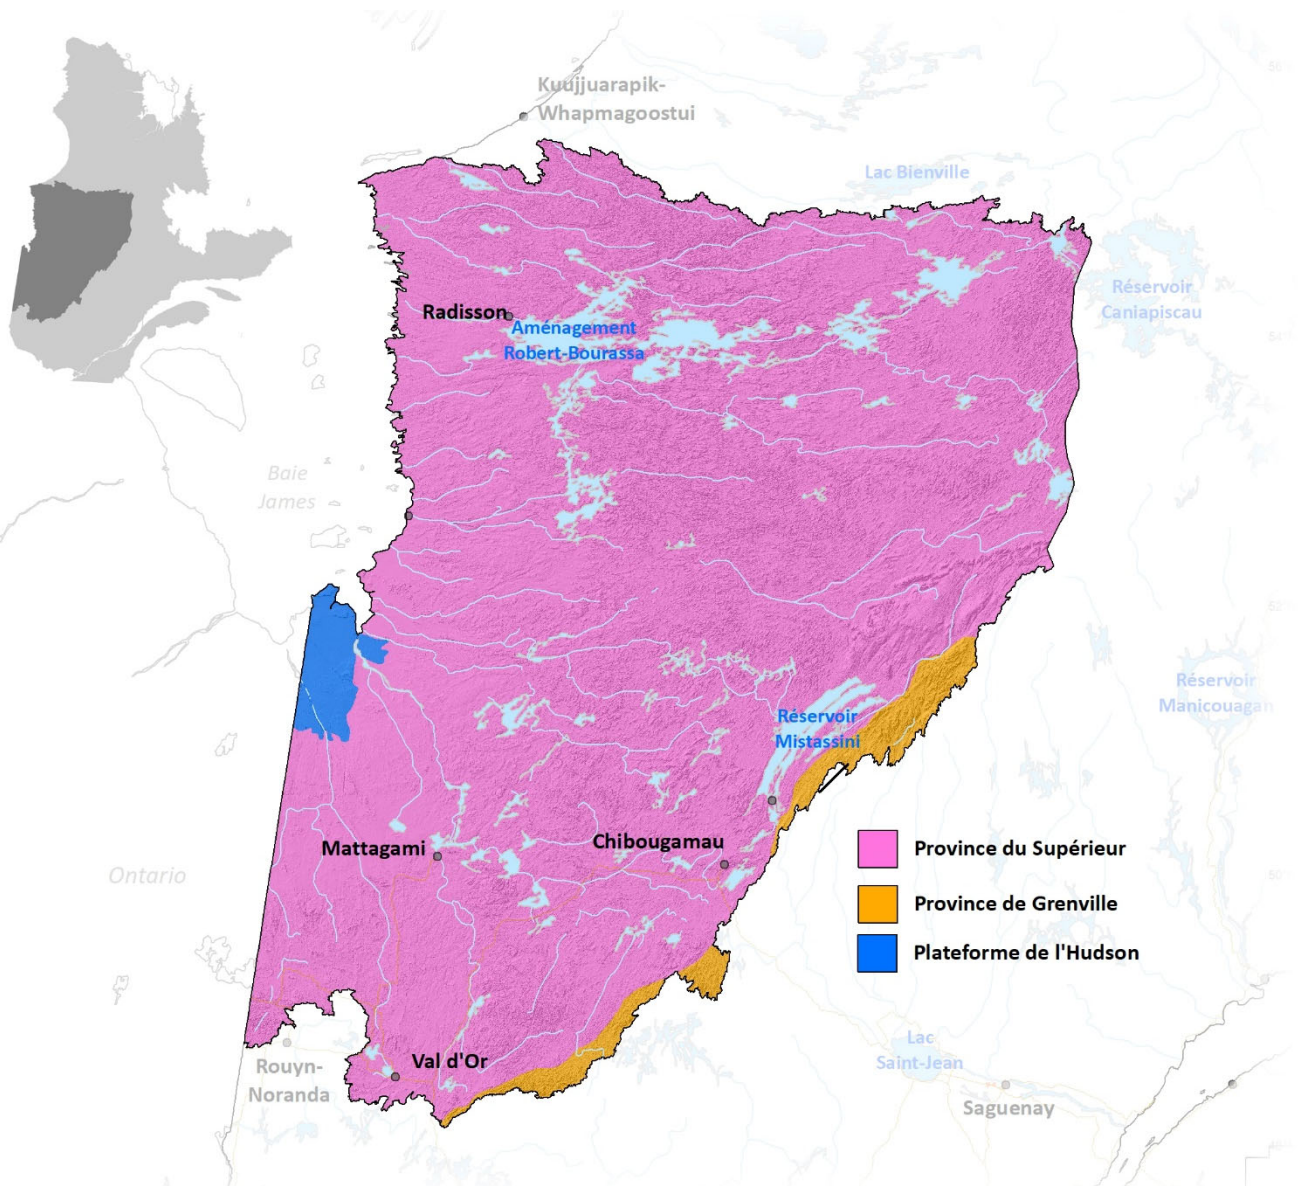 Kuujjuarapik-
Whapmagoostui
Lac Bienville
Réservoir
Caniapiscau
Radisson
Aménagement
Robert-Bourassa
Baie
James
Réservoir
Manicouagan
Réservoir
Mistassini
Mattagami
Chibougamau
Ontario
Province du Supérieur
Province de Grenville
Plateforme de l'Hudson
Val d'Or
Rouyn-
Noranda
Lac
Saint-Jean
Saguenay